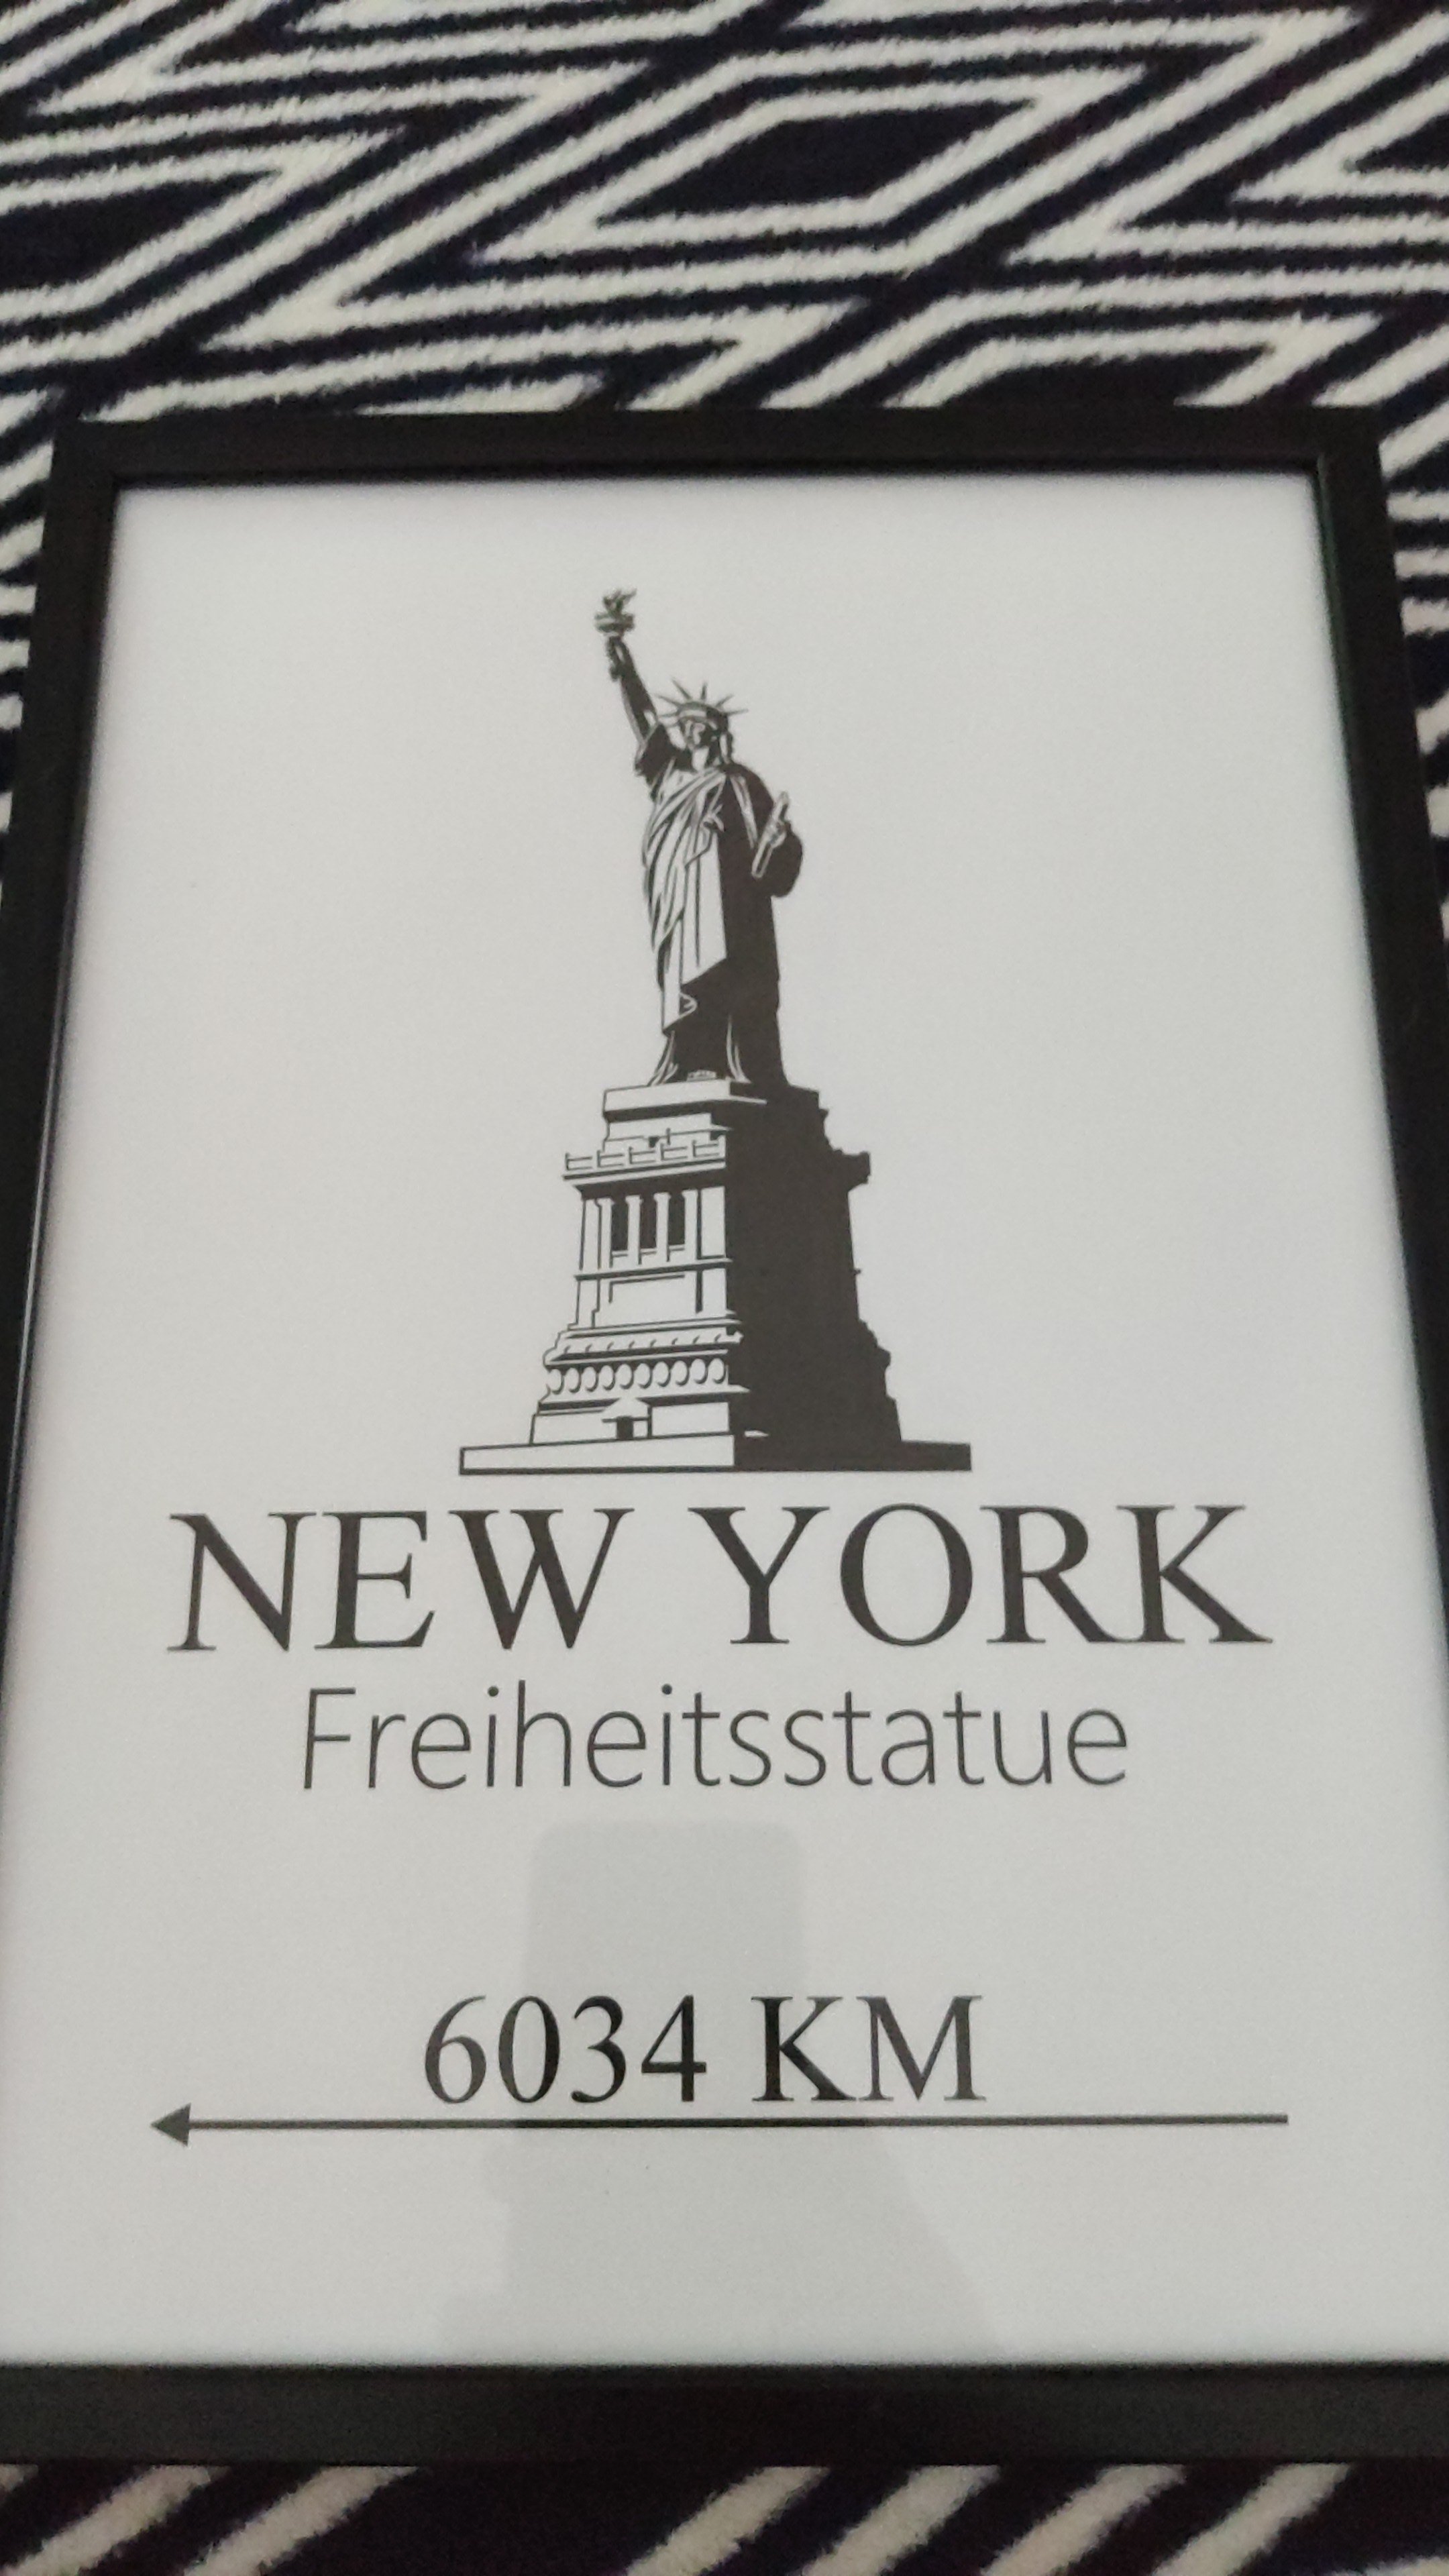 NEW YORK
Freiheitsstatue
6034 KM